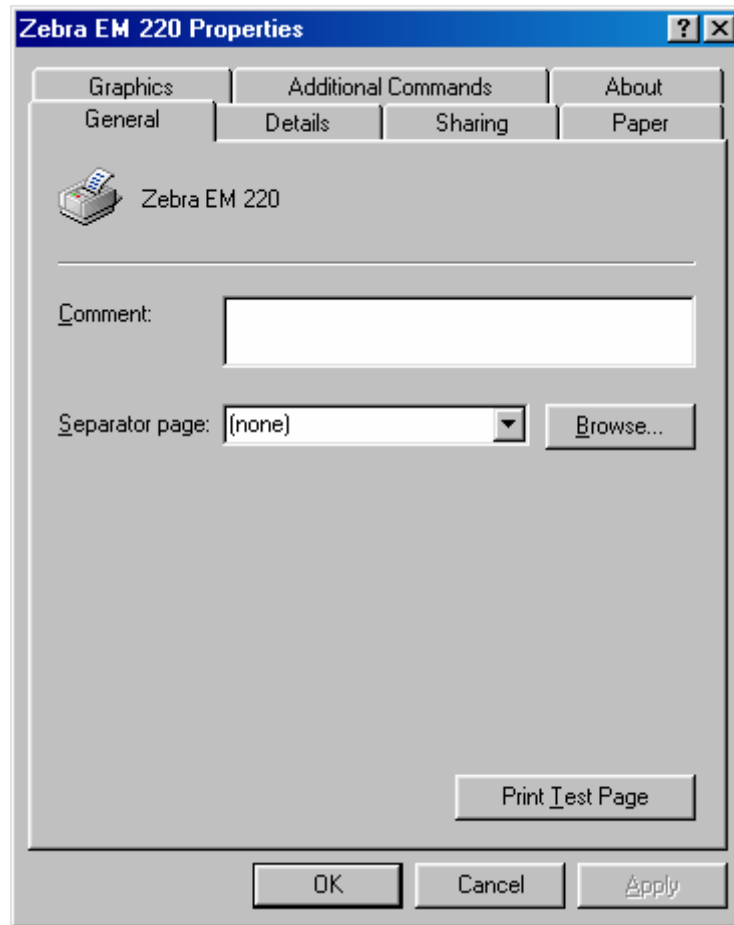 Zebra EM 220 Properties
Graphics Additional Commands About
General Details Sharing Paper
Zebra EM 220
Comment:
Separator page: (none) Browse...
Print Test Page
OK Cancel Apply